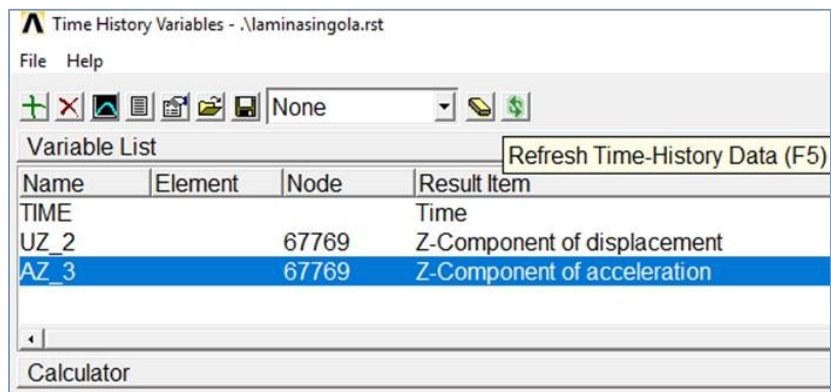 Time History Variables - .\laminasingola.rst
File Help
None
Variable List
Refresh Time-History Data (F5)
Name Element Node Result Item
TIME Time
UZ_2 67769 Z-Component of displacement
AZ_3 67769 Z-Component of acceleration
Calculator